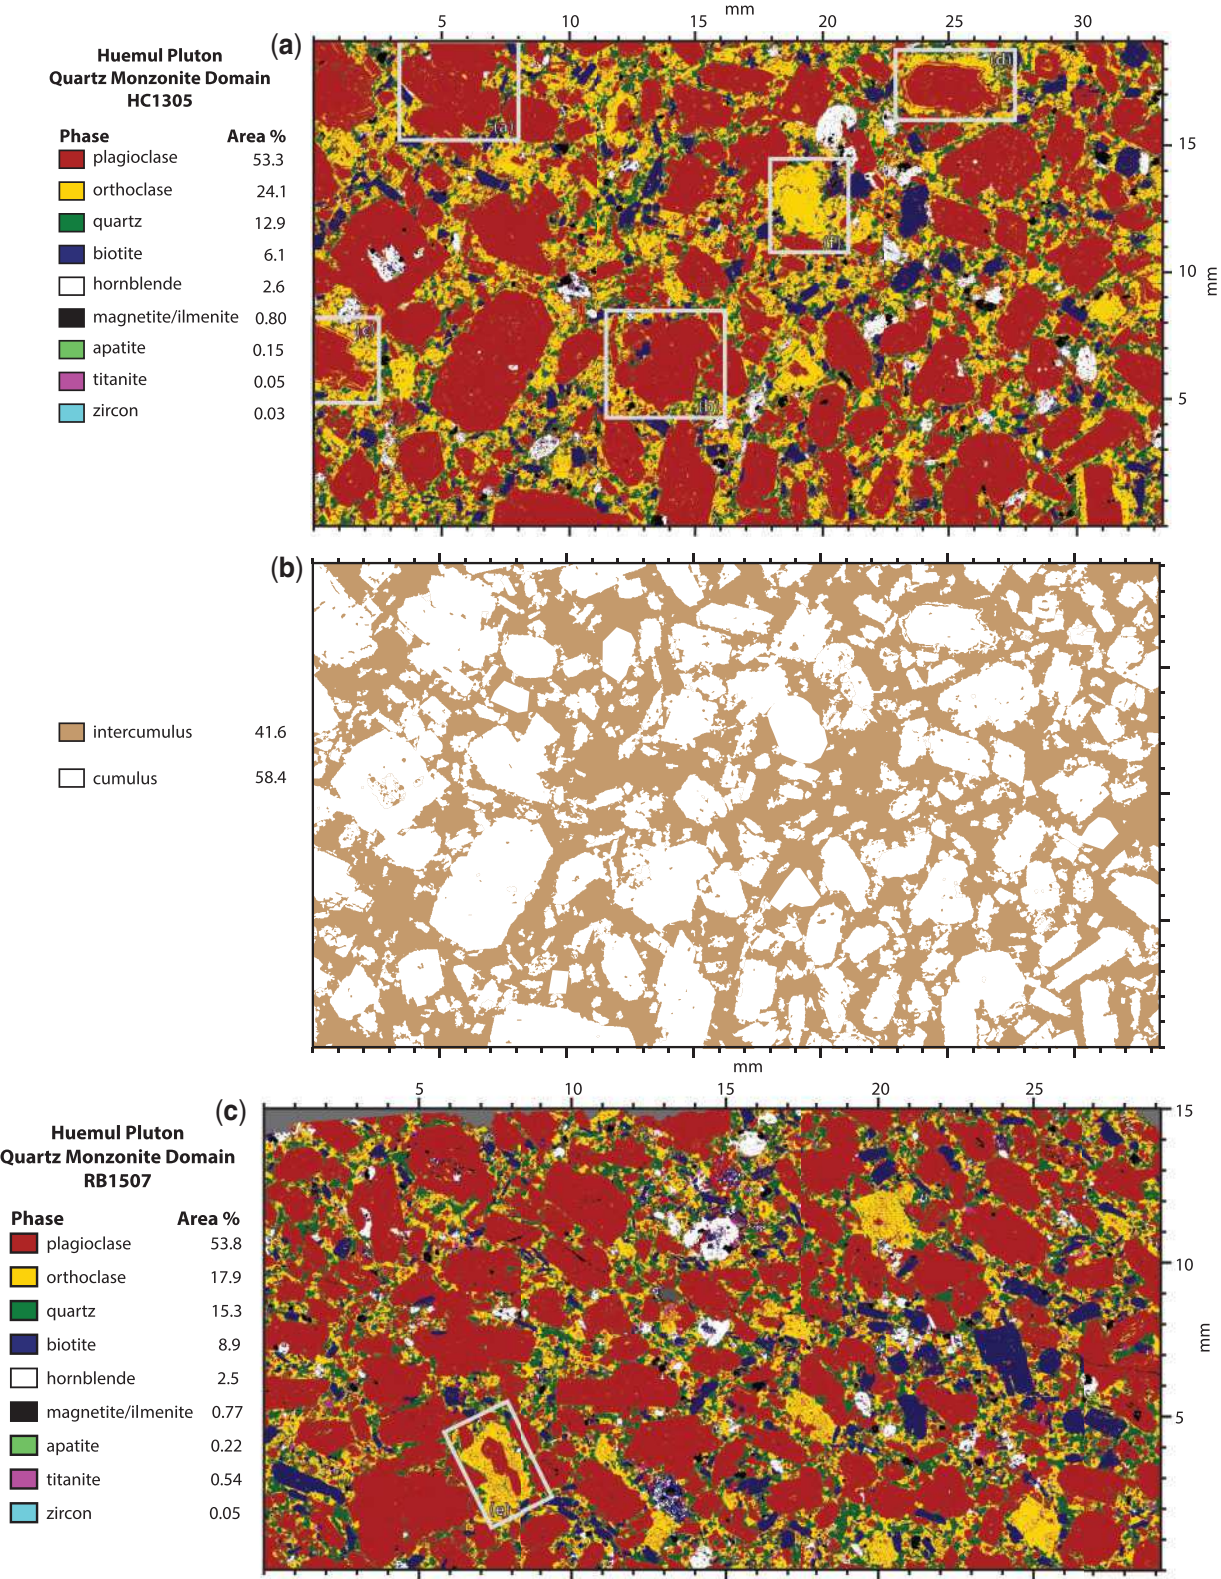 mm
5 10 15 20 25 30
(a)
Huemul Pluton
Quartz Monzonite Domain
HC1305
Phase Area %
plagioclase 53.3
orthoclase 24.1
quartz 12.9
biotite 6.1
hornblende 2.6
magnetite/ilmenite 0.80
apatite 0.15
titanite 0.05
zircon 0.03
(a)
(d)
(f)
(c)
(b)
15
10
mm
5
(b)
intercumulus 41.6
cumulus 58.4
mm
5 10 15 20 25
(c)
Huemul Pluton
Quartz Monzonite Domain
RB1507
Phase Area %
plagioclase 53.8
orthoclase 17.9
quartz 15.3
biotite 8.9
hornblende 2.5
magnetite/ilmenite 0.77
apatite 0.22
titanite 0.54
zircon 0.05
(e)
15
10
mm
5